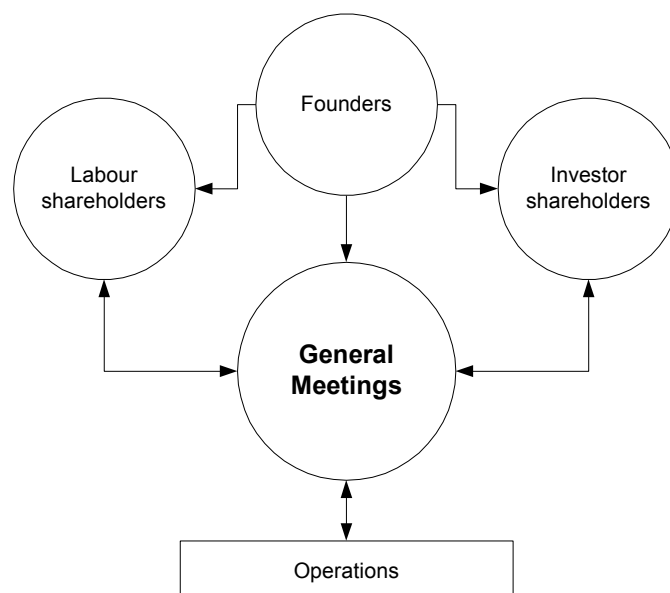 Founders
Labour
shareholders
Investor
shareholders
General
Meetings
Operations